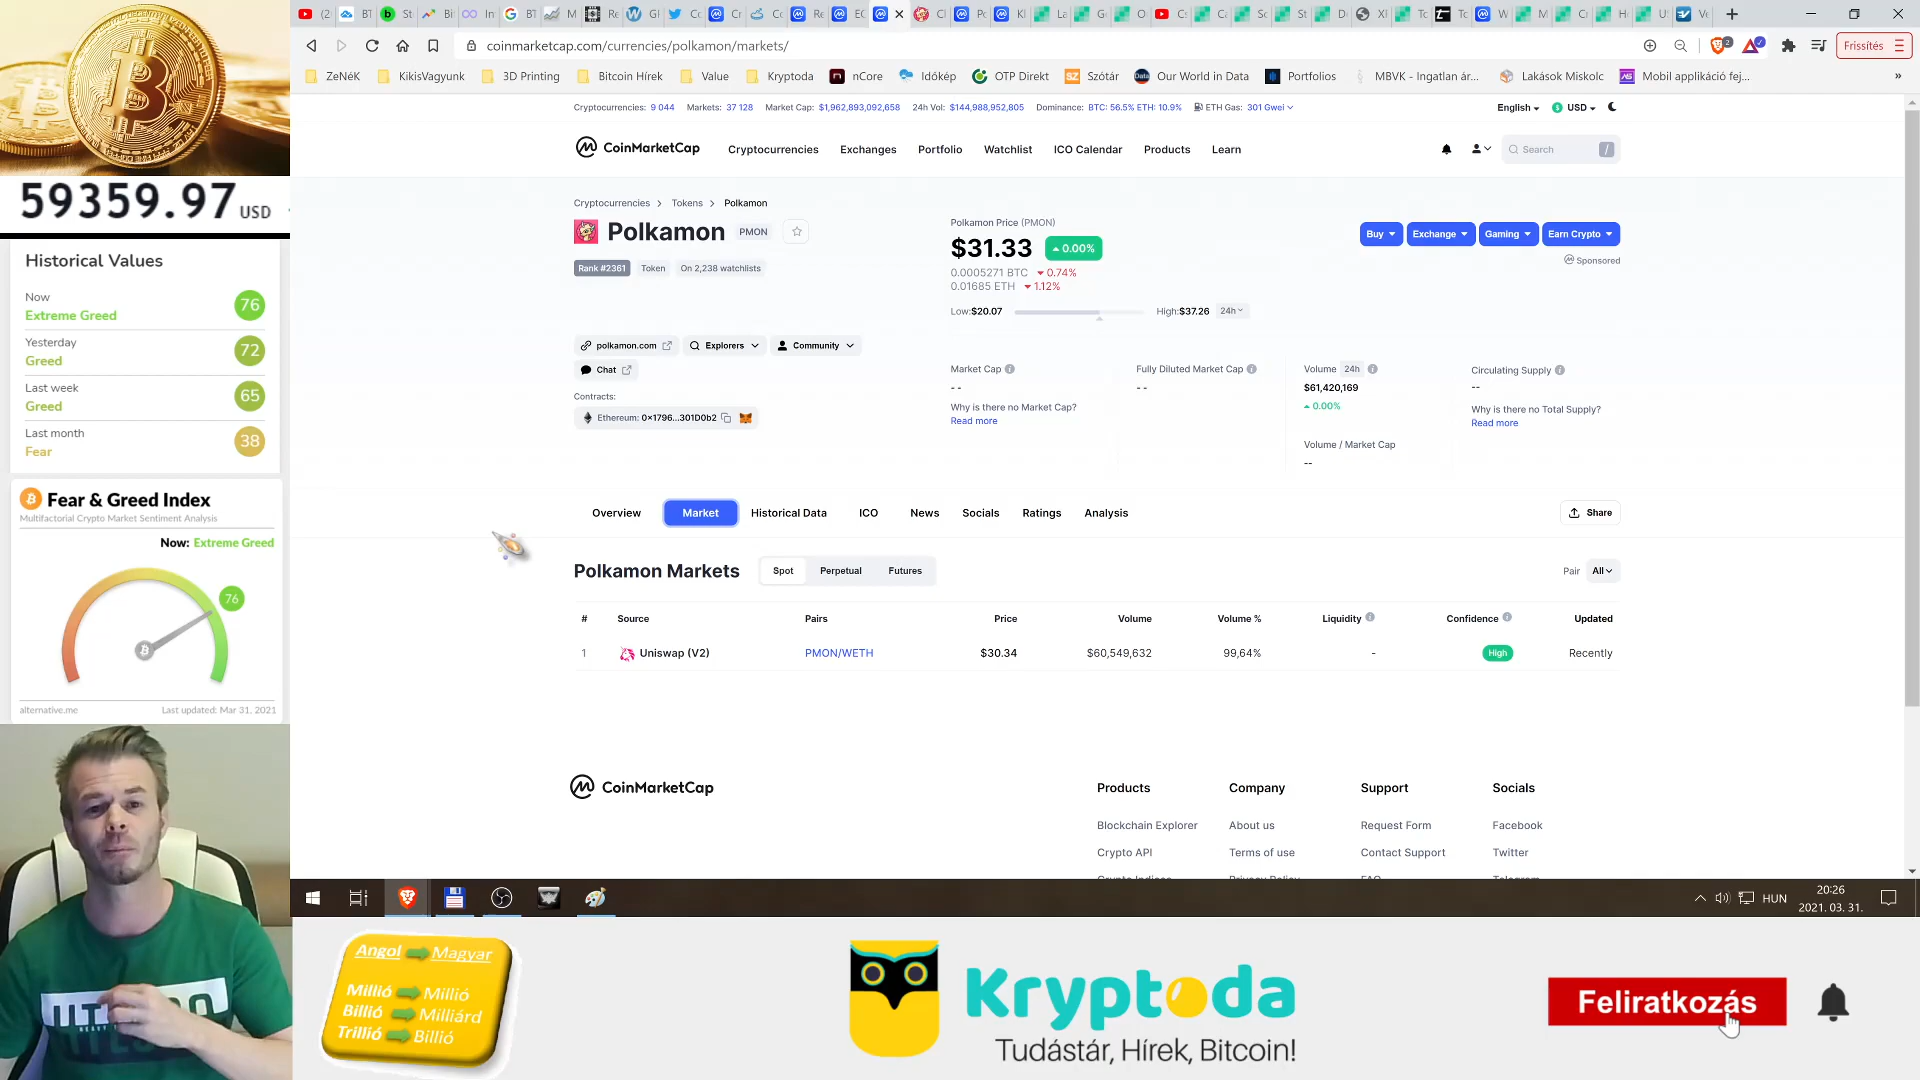 coinmarketcap.com/currencies/polkamon/markets/
Frissítés
ZeNéK
KikisVagyunk
3D Printing
Bitcoin Hírek
Value
Kryptoda
nCore
Időkép
OTP Direkt
Szótár
Our World in Data
Portfolios
MBVK - Ingatlan ár...
Lakások Miskolc
Mobil applikáció fej...
Cryptocurrencies: 9 044 Markets: 37 128 Market Cap: $1,962,893,092,658 24h Vol: $144,988,952,805 Dominance: BTC: 56.5% ETH: 10.9% ETH Gas: 301 Gwei
English
USD
CoinMarketCap
Cryptocurrencies
Exchanges
Portfolio
Watchlist
ICO Calendar
Products
Learn
Search
/
59359.97 USD
Historical Values
Now
Extreme Greed
76
Yesterday
Greed
72
Last week
Greed
65
Last month
Fear
38
Fear & Greed Index
Multifactorial Crypto Market Sentiment Analysis
Now: Extreme Greed
76
alternative.me
Last updated: Mar 31, 2021
Cryptocurrencies > Tokens > Polkamon
Polkamon
PMON
Rank #2361
Token
On 2,238 watchlists
polkamon.com
Explorers
Community
Chat
Contracts:
Ethereum: 0x1796...301D0b2
Polkamon Price (PMON)
$31.33
0.00%
0.0005271 BTC 0.74%
0.01685 ETH 1.12%
Low:$20.07
High:$37.26
24h
Buy
Exchange
Gaming
Earn Crypto
Sponsored
Market Cap
- -
Why is there no Market Cap?
Read more
Fully Diluted Market Cap
- -
Volume 24h
$61,420,169
0.00%
Volume / Market Cap
--
Circulating Supply
--
Why is there no Total Supply?
Read more
Overview
Market
Historical Data
ICO
News
Socials
Ratings
Analysis
Share
Polkamon Markets
Spot
Perpetual
Futures
Pair
All
# Source Pairs Price Volume Volume % Liquidity Confidence Updated
1 Uniswap (V2) PMON/WETH $30.34 $60,549,632 99,64% - High Recently
CoinMarketCap
Products
Blockchain Explorer
Crypto API
Company
About us
Terms of use
Support
Request Form
Contact Support
Socials
Facebook
Twitter
HUN
20:26
2021. 03. 31.
Angol Magyar
Millió Millió
Billió Milliárd
Trillió Billió
Kryptoda
Tudástár, Hírek, Bitcoin!
Feliratkozás